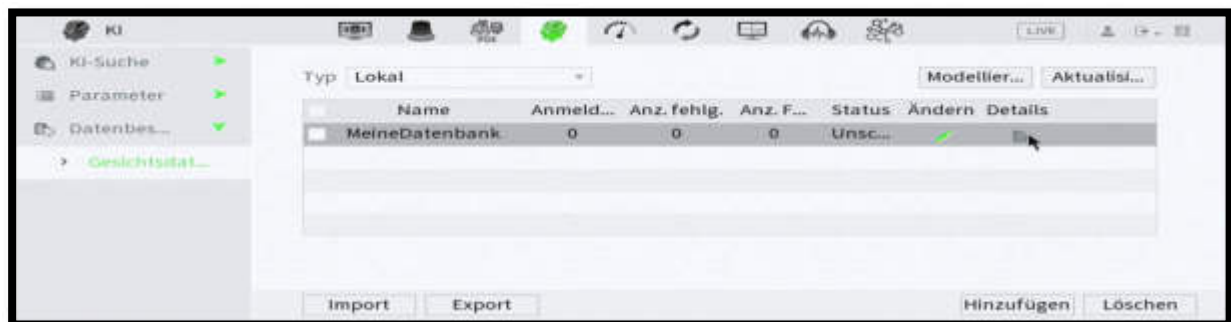 KI
POS
LIVE
KI-Suche
Parameter
Datenbes...
Gesichtsdat...
Typ Lokal
Modellier... Aktualisi...
Name Anmeld... Anz. fehlg. Anz. F... Status Ändern Details
MeineDatenbank 0 0 0 Unsc...
Import Export Hinzufügen Löschen